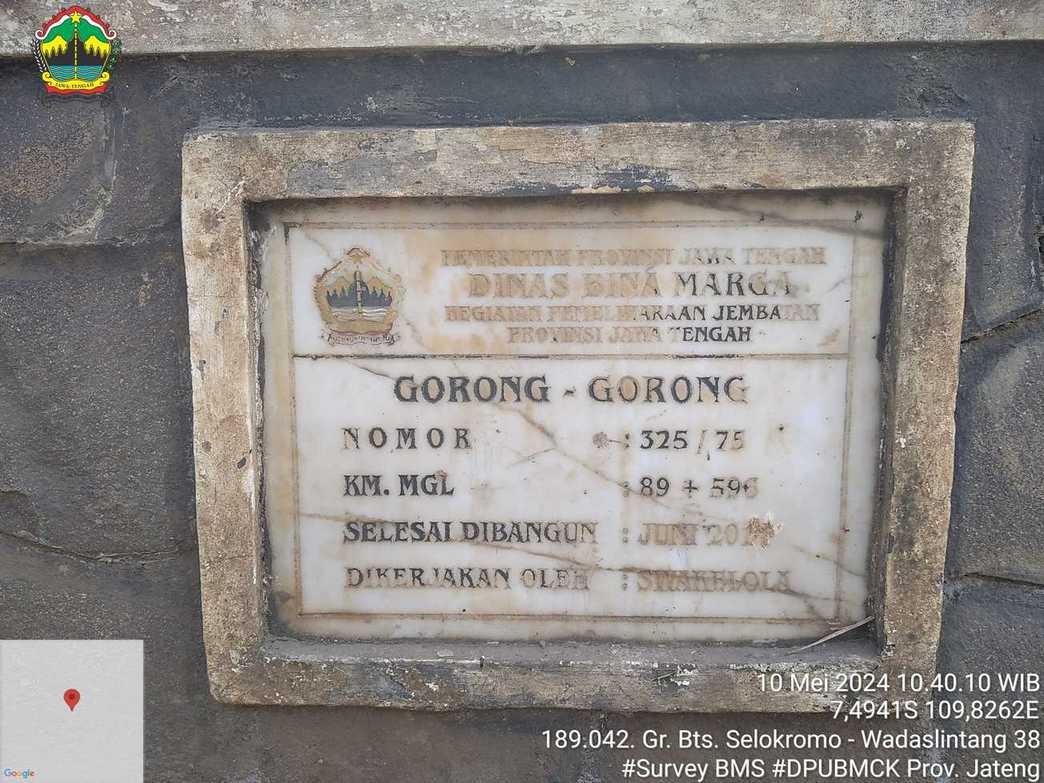 JAWA TENGAH
PEMERINTAH PROVINSI JAWA TENGAH
DINAS BINA MARGA
KEGIATAN PEMELIHARAAN JEMBATAN
PROVINSI JAWA TENGAH
GORONG - GORONG
NOMOR : 325 / 75
KM. MGL : 89 + 596
SELESAI DIBANGUN : JUNI
DIKERJAKAN OLEH : SWAKELOLA
10 Mei 2024 10.40.10 WIB
7,4941S 109,8262E
189.042. Gr. Bts. Selokromo - Wadaslintang 38
#Survey BMS #DPUBMCK Prov. Jateng
Google